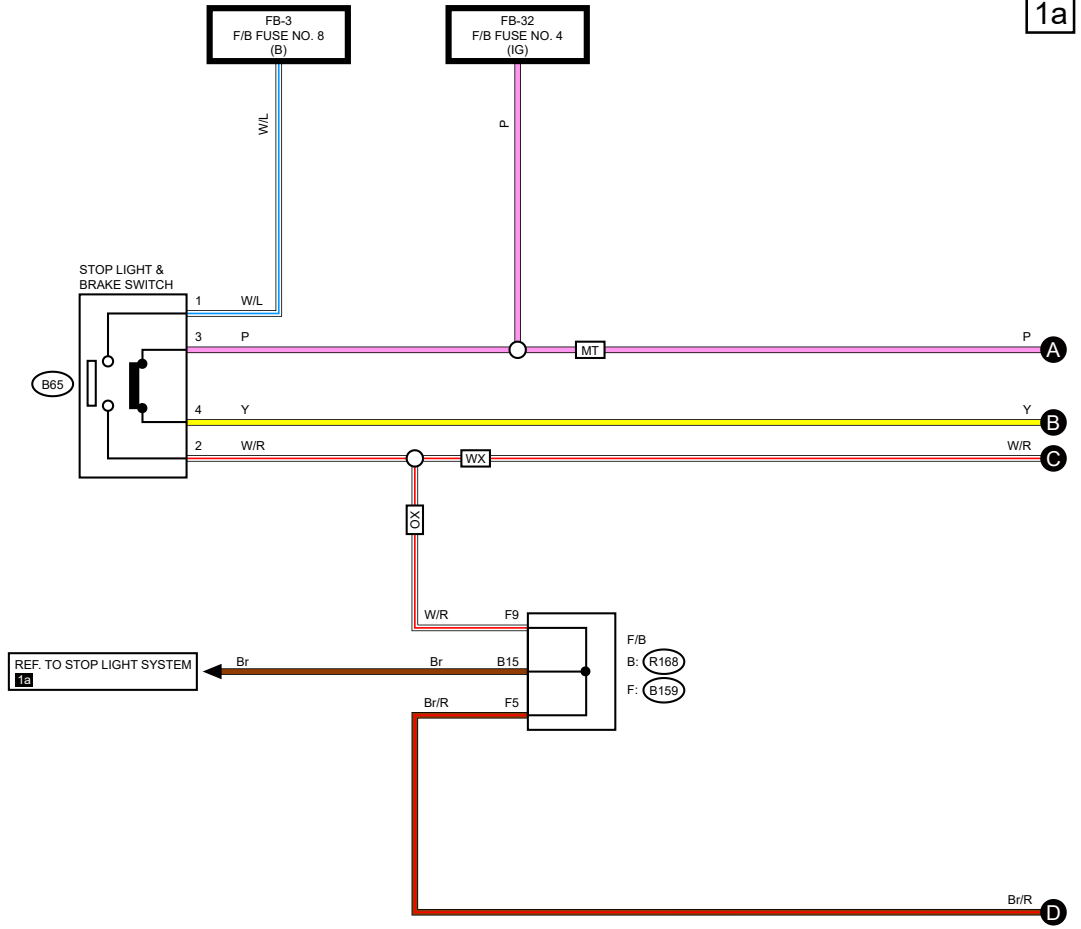 FB-3
F/B FUSE NO. 8
(B)
FB-32
F/B FUSE NO. 4
(IG)
1a
W/L
P
STOP LIGHT &
BRAKE SWITCH
1 W/L
3 P
MT
P
A
B65
4 Y
Y
B
2 W/R
WX
W/R
C
OX
W/R F9
F/B
REF. TO STOP LIGHT SYSTEM
1a
Br
Br B15
B: R168
F: B159
Br/R F5
Br/R
D